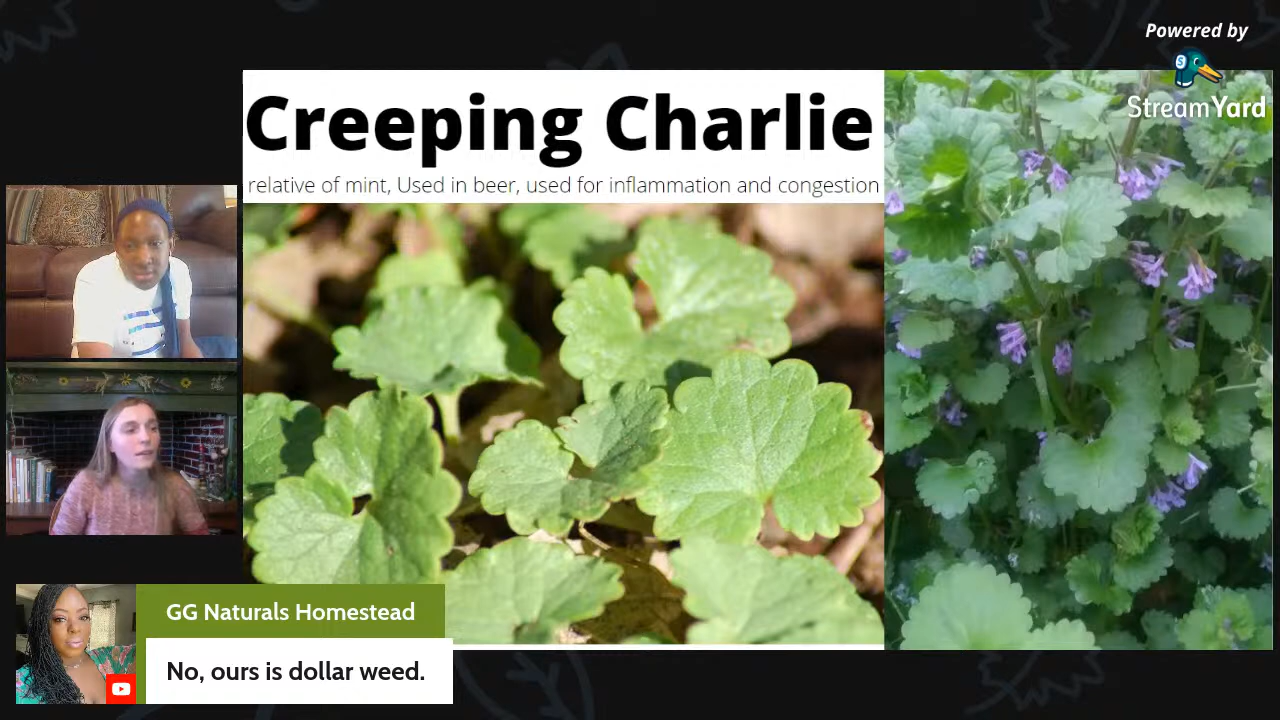 Powered by
StreamYard
Creeping Charlie
relative of mint, Used in beer, used for inflammation and congestion
GG Naturals Homestead
No, ours is dollar weed.